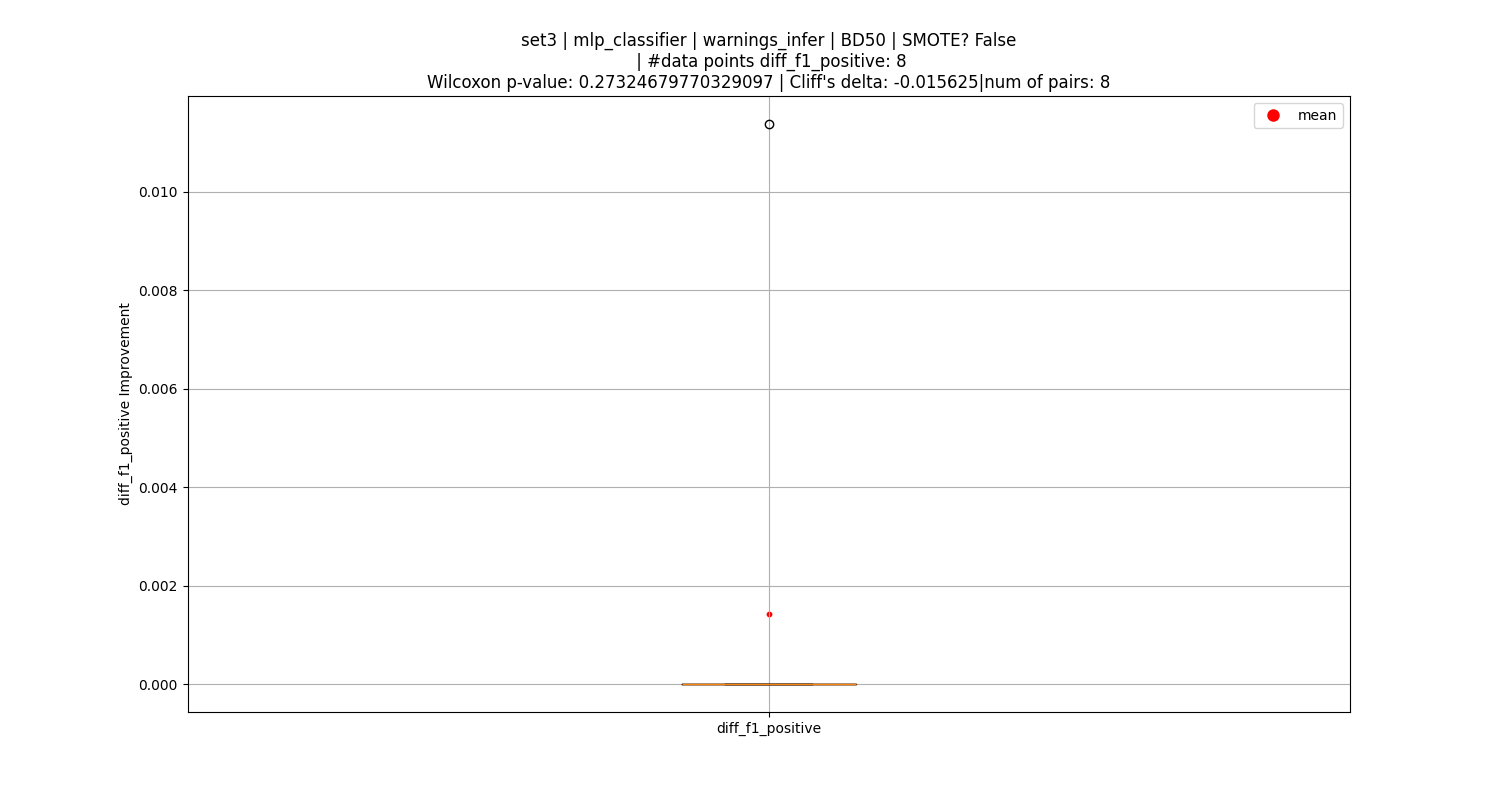 set3 | mlp_classifier | warnings_infer | BD50 | SMOTE? False
| #data points diff_f1_positive: 8
Wilcoxon p-value: 0.27324679770329097 | Cliff's delta: -0.015625|num of pairs: 8
mean
0.010
0.008
0.006
0.004
0.002
0.000
diff_f1_positive Improvement
diff_f1_positive